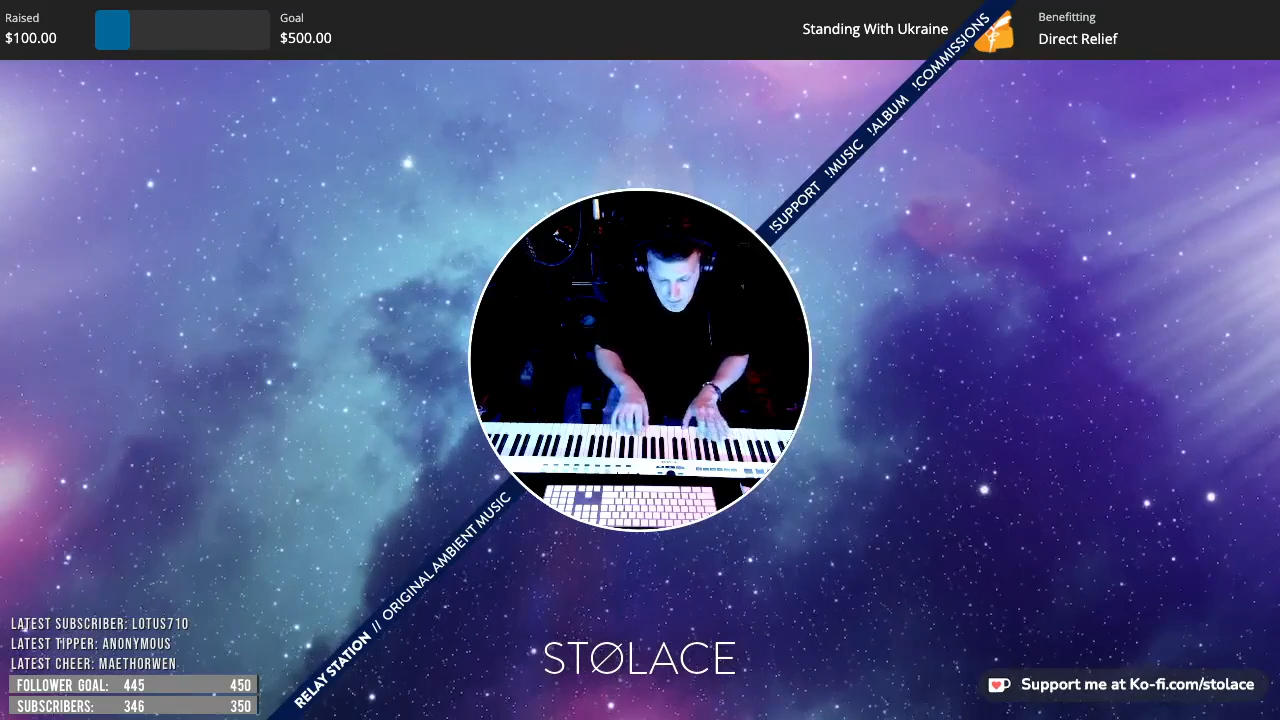 Raised
$100.00
Goal
$500.00
Standing With Ukraine
Benefitting
Direct Relief
!SUPPORT !MUSIC !ALBUM !COMMISSIONS
RELAY STATION // ORIGINAL AMBIENT MUSIC
STØLACE
LATEST SUBSCRIBER: LOTUS710
LATEST TIPPER: ANONYMOUS
LATEST CHEER: MAETHORWEN
FOLLOWER GOAL: 445 450
SUBSCRIBERS: 346 350
Support me at Ko-fi.com/stolace